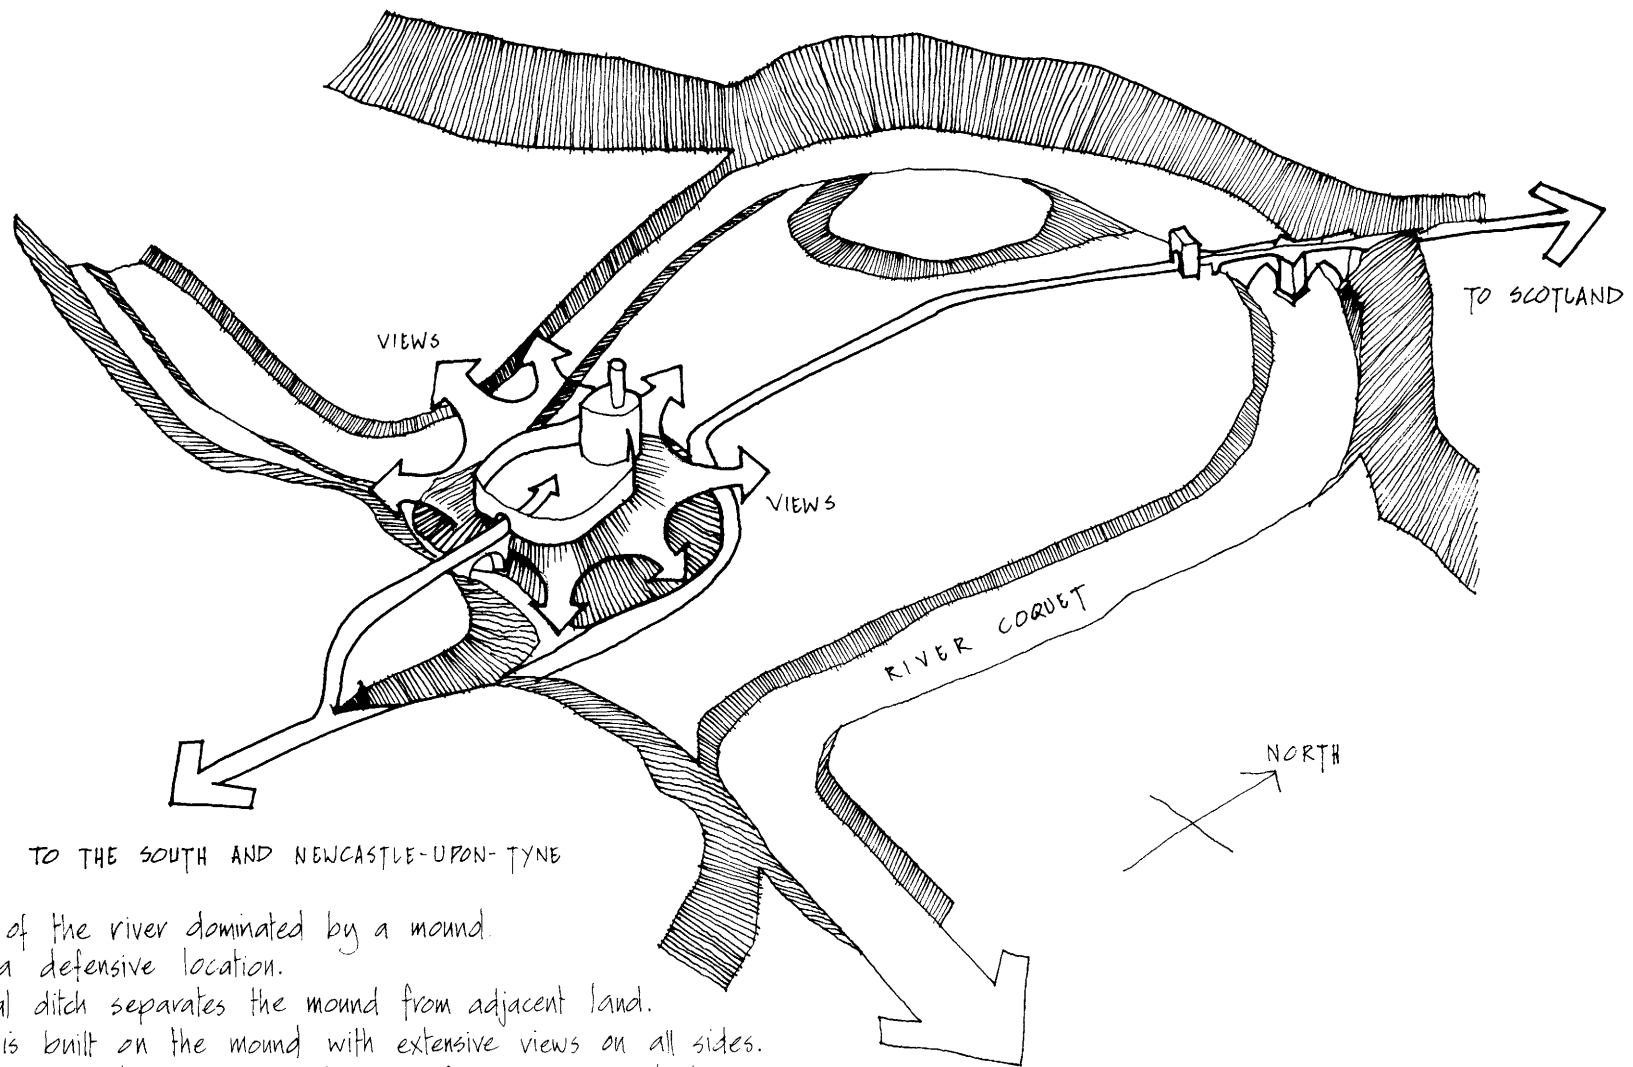 VIEWS
TO SCOTLAND
VIEWS
RIVER COQUET
NORTH
TO THE SOUTH AND NEWCASTLE-UPON-TYNE
of the river dominated by a mound.
a defensive location.
al ditch separates the mound from adjacent land.
is built on the mound with extensive views on all sides.